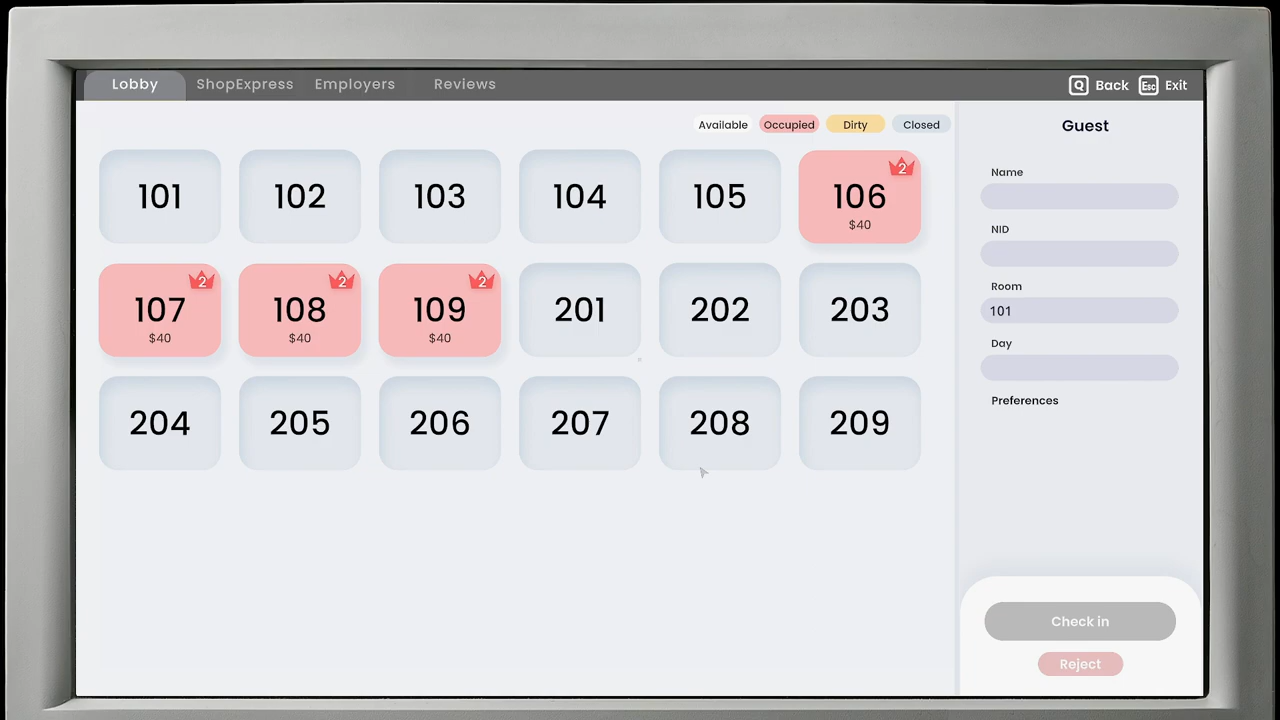 Lobby ShopExpress Employers Reviews Q Back Esc Exit
Available Occupied Dirty Closed
Guest
101 102 103 104 105 2 106 $40
2 107 $40 2 108 $40 2 109 $40 201 202 203
204 205 206 207 208 209
Name
NID
Room
101
Day
Preferences
Check in
Reject